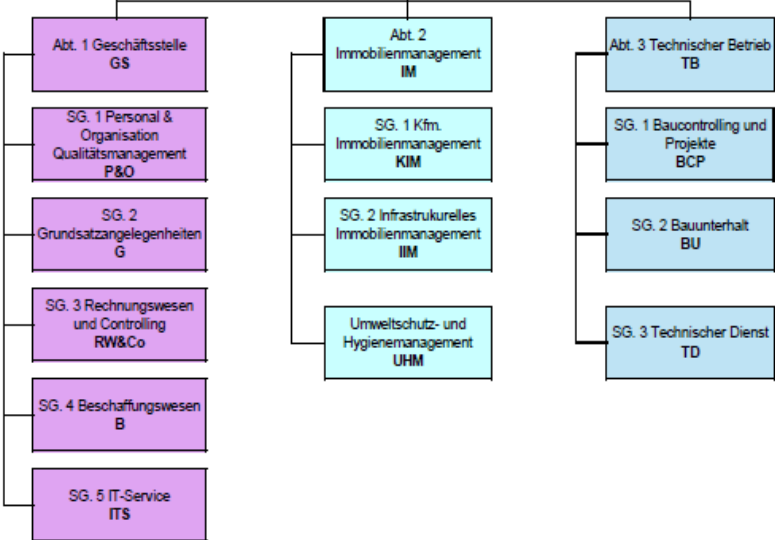 Abt. 1 Geschäftsstelle
GS
SG. 1 Personal &
Organisation
Qualitätsmanagement
P&O
SG. 2
Grundsatzangelegenheiten
G
SG. 3 Rechnungswesen
und Controlling
RW&Co
SG. 4 Beschaffungswesen
B
SG. 5 IT-Service
ITS
Abt. 2
Immobilienmanagement
IM
SG. 1 Kfm.
Immobilienmanagement
KIM
SG. 2 Infrastrukurelles
Immobilienmanagement
IIM
Umweltschutz- und
Hygienemanagement
UHM
Abt. 3 Technischer Betrieb
TB
SG. 1 Baucontrolling und
Projekte
BCP
SG. 2 Bauunterhalt
BU
SG. 3 Technischer Dienst
TD